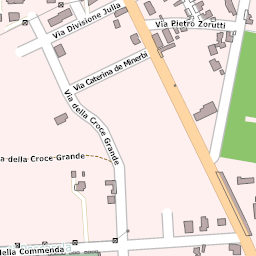 Via Divisione Julia
Via Pietro Zorutti
Via Caterina de Minerbi
Via della Croce Grande
a della Croce Grande
della Commenda